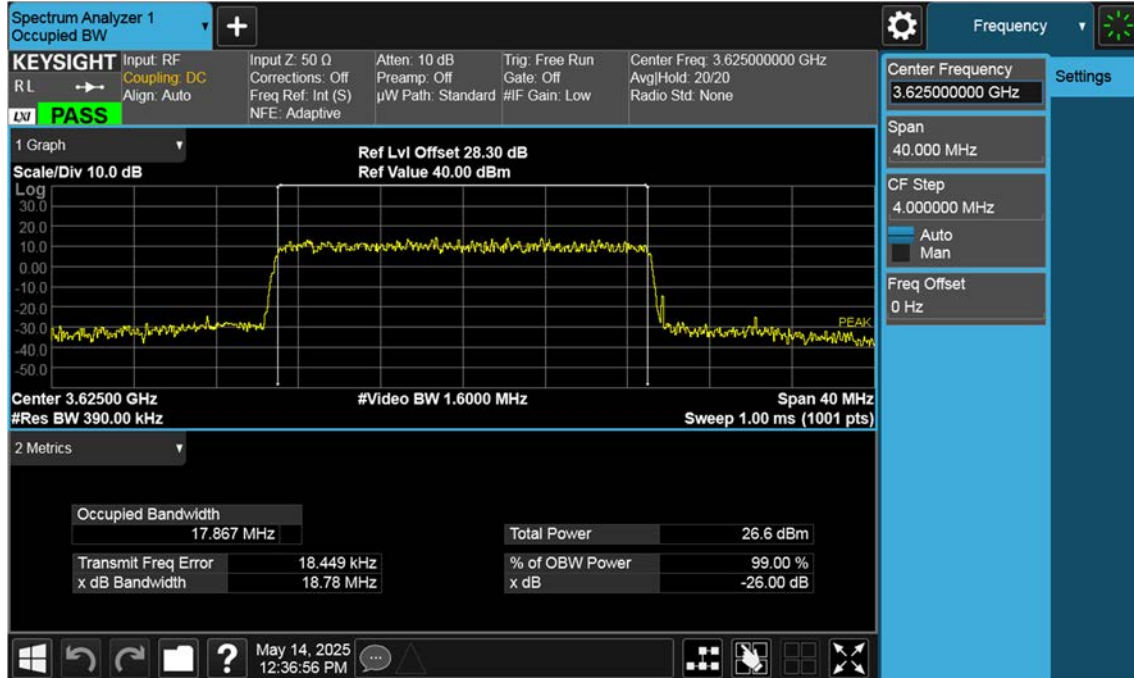 Spectrum Analyzer 1
Occupied BW
Frequency
KEYSIGHT
R L
LXI
PASS
Input: RF
Coupling: DC
Align: Auto
Input Z: 50 Ω
Corrections: Off
Freq Ref: Int (S)
NFE: Adaptive
Atten: 10 dB
Preamp: Off
µW Path: Standard
Trig: Free Run
Gate: Off
#IF Gain: Low
Center Freq: 3.625000000 GHz
Avg|Hold: 20/20
Radio Std: None
Center Frequency
3.625000000 GHz
Settings
Span
40.000 MHz
CF Step
4.000000 MHz
Auto
Man
Freq Offset
0 Hz
1 Graph
Scale/Div 10.0 dB
Ref Lvl Offset 28.30 dB
Ref Value 40.00 dBm
Log
30.0
20.0
10.0
0.00
-10.0
-20.0
-30.0
-40.0
-50.0
PEAK
Center 3.62500 GHz
#Res BW 390.00 kHz
#Video BW 1.6000 MHz
Span 40 MHz
Sweep 1.00 ms (1001 pts)
2 Metrics
Occupied Bandwidth
17.867 MHz
Transmit Freq Error 18.449 kHz
x dB Bandwidth 18.78 MHz
Total Power 26.6 dBm
% of OBW Power 99.00 %
x dB -26.00 dB
?
May 14, 2025
12:36:56 PM